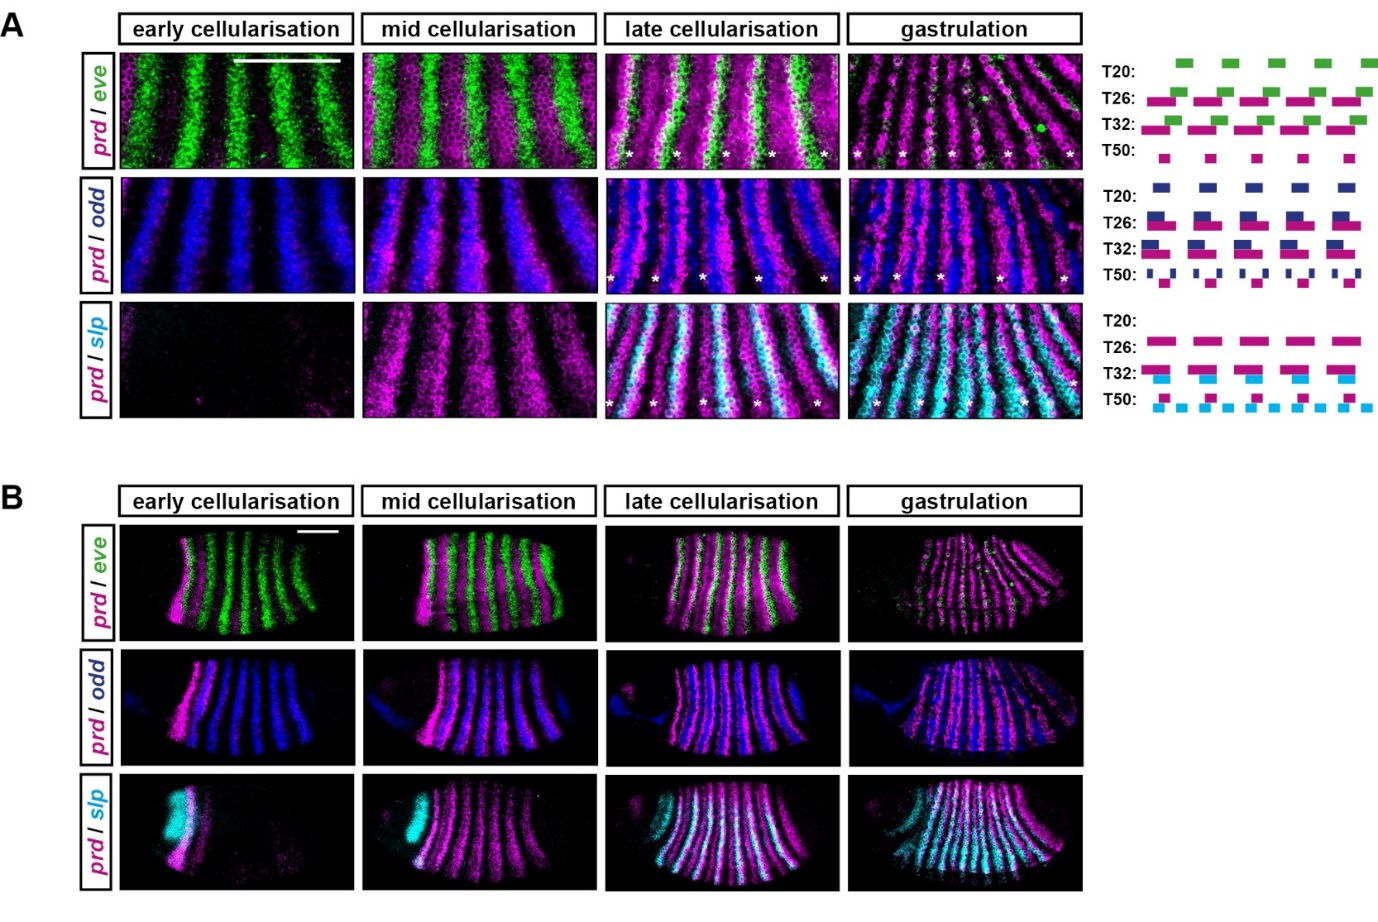 A
early cellularisation
mid cellularisation
late cellularisation
gastrulation
prd / eve
* * * * *
* * * * *
T20:
T26:
T32:
T50:
prd / odd
* * * * *
* * * * *
T20:
T26:
T32:
T50:
prd / slp
* * * * *
* * * * *
T20:
T26:
T32:
T50:
B
early cellularisation
mid cellularisation
late cellularisation
gastrulation
prd / eve
prd / odd
prd / slp